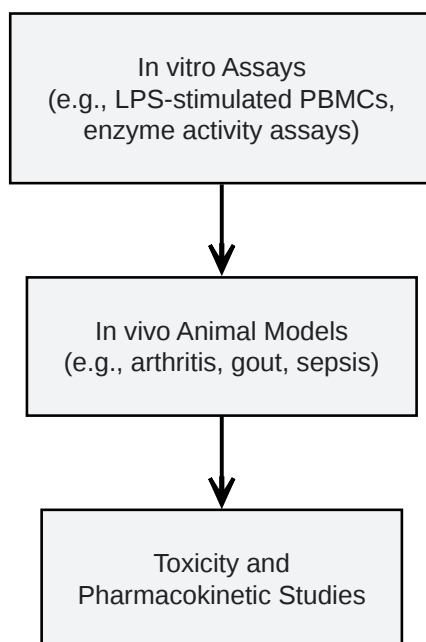 In vitro Assays
(e.g., LPS-stimulated PBMCs,
enzyme activity assays)
In vivo Animal Models
(e.g., arthritis, gout, sepsis)
Toxicity and
Pharmacokinetic Studies